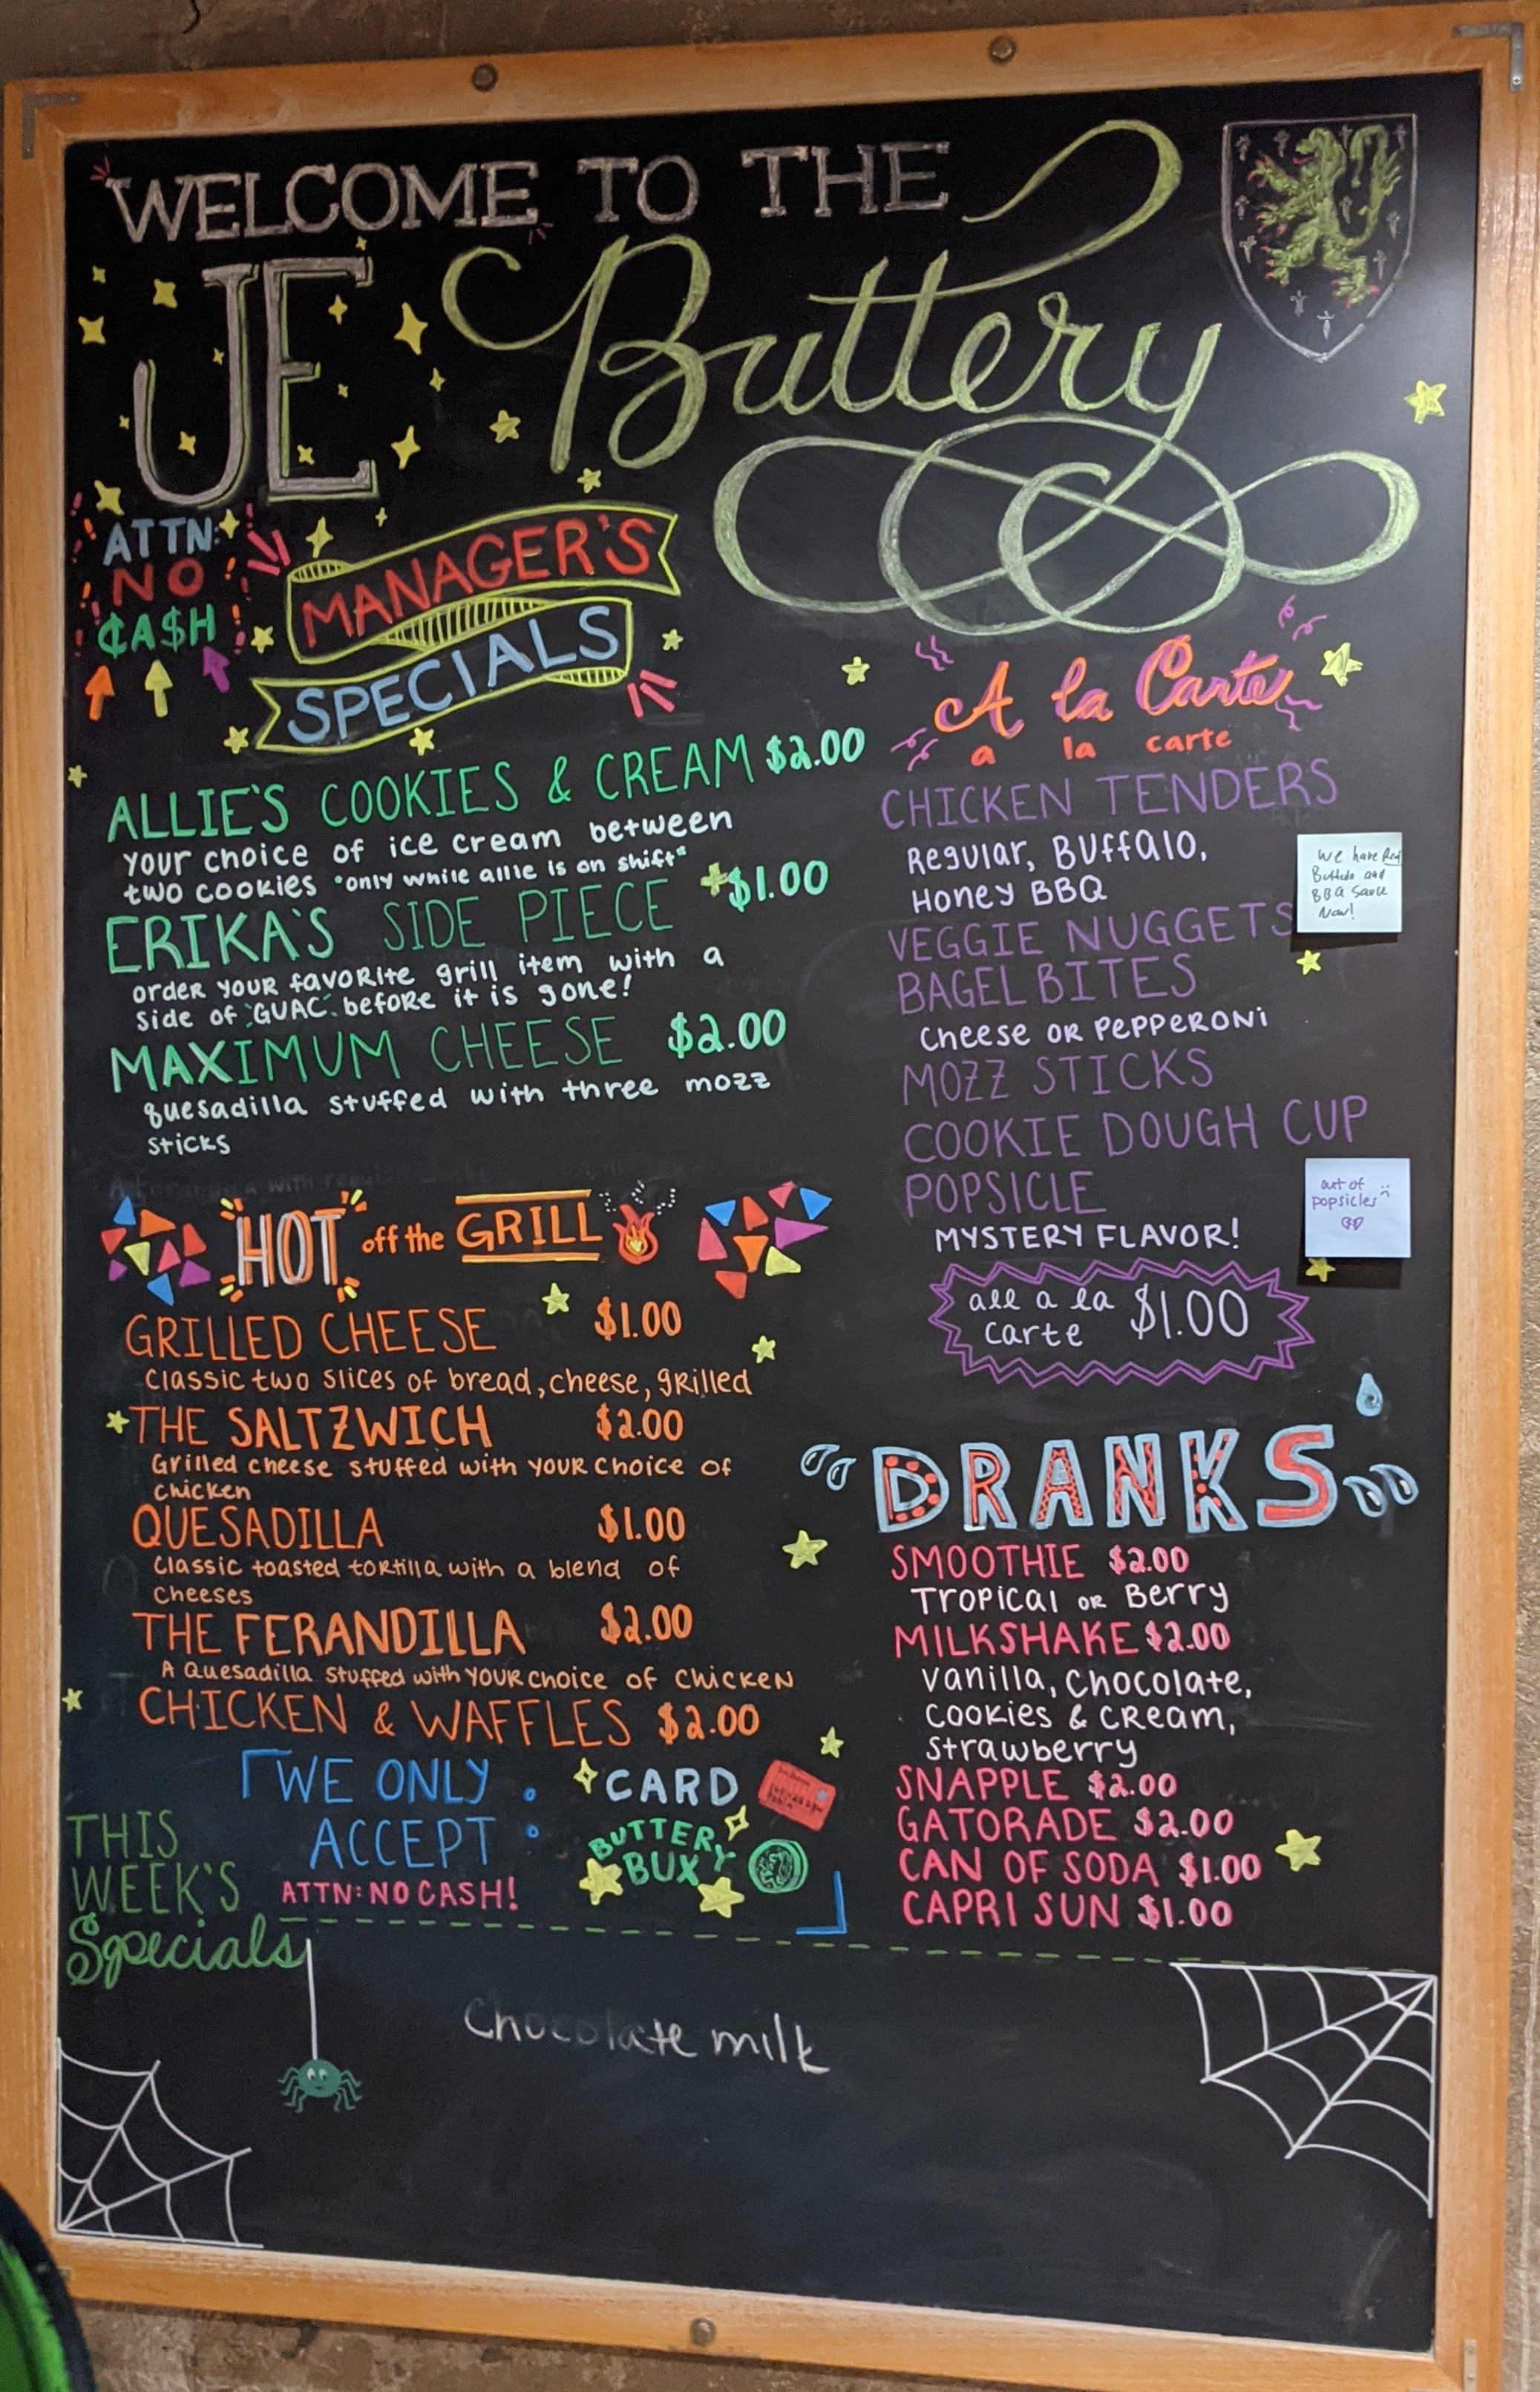 WELCOME TO THE
JE Buttery
ATTN:
NO
CA$H
MANAGER'S
SPECIALS
ALLIE'S COOKIES & CREAM $2.00
your choice of ice cream between
two cookies *only while allie is on shift*
ERIKA'S SIDE PIECE +$1.00
order your favorite grill item with a
side of GUAC before it is gone!
MAXIMUM CHEESE $2.00
quesadilla stuffed with three mozz
sticks
HOT off the GRILL
GRILLED CHEESE $1.00
Classic two slices of bread, cheese, grilled
THE SALTZWICH $2.00
Grilled cheese stuffed with your choice of
chicken
QUESADILLA $1.00
Classic toasted tortilla with a blend of
cheeses
THE FERANDILLA $2.00
A Quesadilla stuffed with your choice of chicken
CHICKEN & WAFFLES $2.00
WE ONLY
ACCEPT :
CARD
BUTTERY
BUX
ATTN: NO CASH!
A la Carte
a la carte
CHICKEN TENDERS
Regular, Buffalo,
Honey BBQ
We have Red
Buffalo and
BBQ Sauce
Now!
VEGGIE NUGGETS
BAGEL BITES
Cheese or Pepperoni
MOZZ STICKS
COOKIE DOUGH CUP
POPSICLE
MYSTERY FLAVOR!
out of
popsicles
all a la
carte $1.00
DRANKS
SMOOTHIE $2.00
Tropical or Berry
MILKSHAKE $2.00
Vanilla, Chocolate,
Cookies & Cream,
Strawberry
SNAPPLE $2.00
GATORADE $2.00
CAN OF SODA $1.00
CAPRI SUN $1.00
THIS
WEEK'S
Specials
Chocolate milk